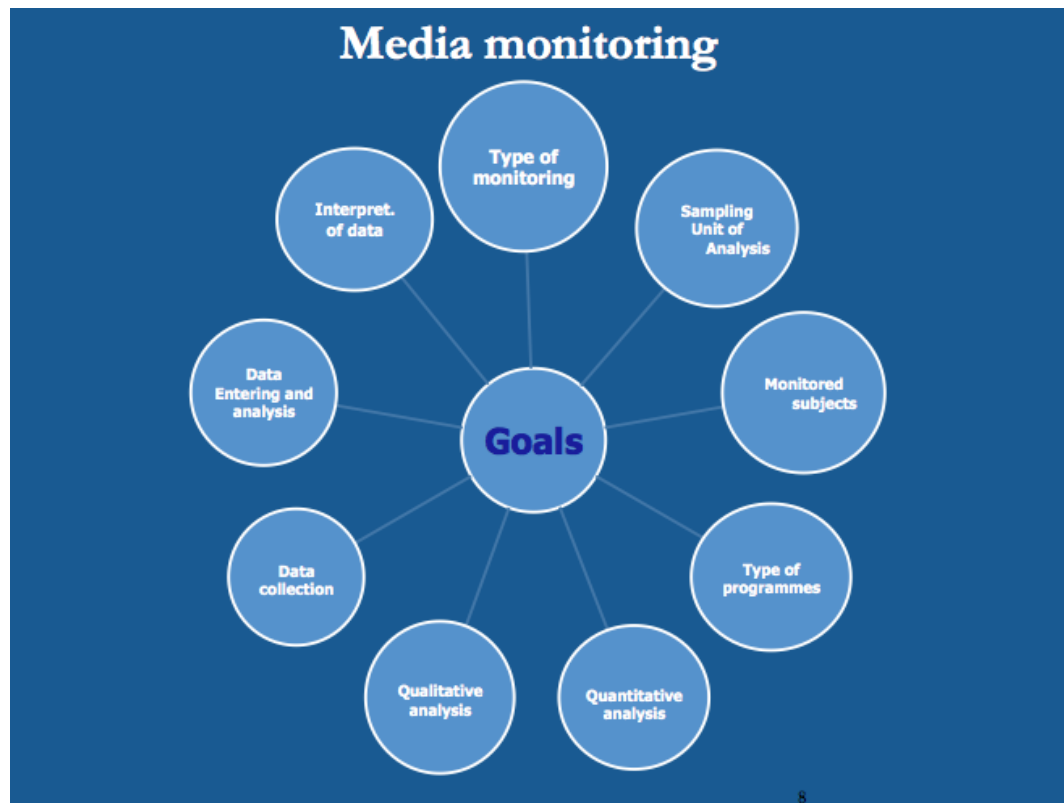 Media monitoring
Type of
monitoring
Sampling
Unit of
Analysis
Monitored
subjects
Type of
programmes
Quantitative
analysis
Qualitative
analysis
Data
collection
Data
Entering and
analysis
Interpret.
of data
Goals
8